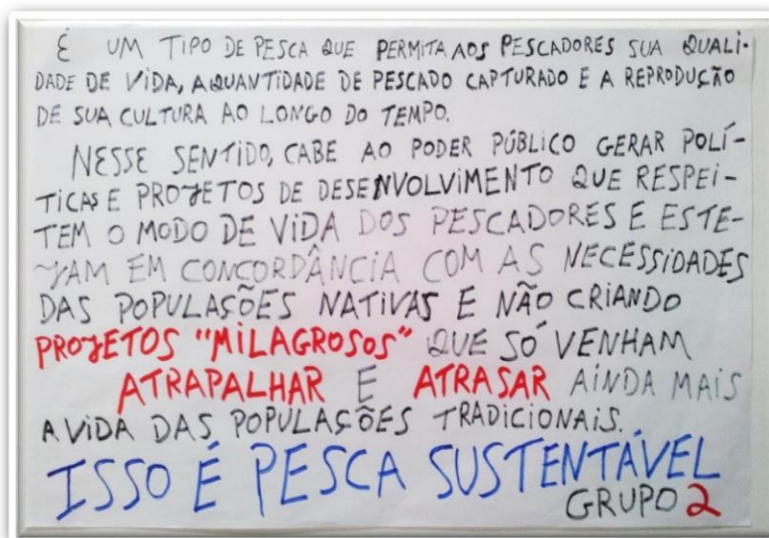 É UM TIPO DE PESCA QUE PERMITA AOS PESCADORES SUA QUALI-
DADE DE VIDA, A QUANTIDADE DE PESCADO CAPTURADO E A REPRODUÇÃO
DE SUA CULTURA AO LONGO DO TEMPO.
NESSE SENTIDO, CABE AO PODER PÚBLICO GERAR POLÍ-
TICAS E PROJETOS DE DESENVOLVIMENTO QUE RESPEI-
TEM O MODO DE VIDA DOS PESCADORES E ESTE-
JAM EM CONCORDÂNCIA COM AS NECESSIDADES
DAS POPULAÇÕES NATIVAS E NÃO CRIANDO
PROJETOS "MILAGROSOS" QUE SÓ VENHAM
ATRAPALHAR E ATRASAR AINDA MAIS
A VIDA DAS POPULAÇÕES TRADICIONAIS.
ISSO É PESCA SUSTENTÁVEL
GRUPO 2